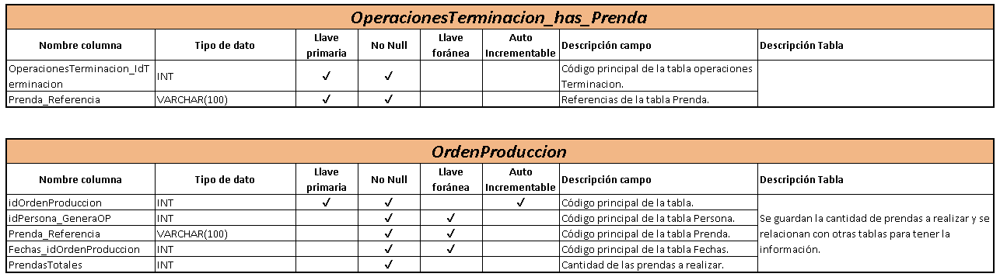 OperacionesTerminacion_has_Prenda
Nombre columna Tipo de dato Llave primaria No Null Llave foránea Auto Incrementable Descripción campo Descripción Tabla
OperacionesTerminacion_IdTerminacion INT ✓ ✓ Código principal de la tabla operaciones Terminacion.
Prenda_Referencia VARCHAR(100) ✓ ✓ Referencias de la tabla Prenda.
OrdenProduccion
Nombre columna Tipo de dato Llave primaria No Null Llave foránea Auto Incrementable Descripción campo Descripción Tabla
idOrdenProduccion INT ✓ ✓ ✓ Código principal de la tabla.
idPersona_GeneraOP INT ✓ ✓ Código principal de la tabla Persona.
Prenda_Referencia VARCHAR(100) ✓ ✓ Código principal de la tabla Prenda.
Fechas_idOrdenProduccion INT ✓ ✓ Código principal de la tabla Fechas.
PrendasTotales INT ✓ Cantidad de las prendas a realizar.
Se guardan la cantidad de prendas a realizar y se
relacionan con otras tablas para tener la
información.